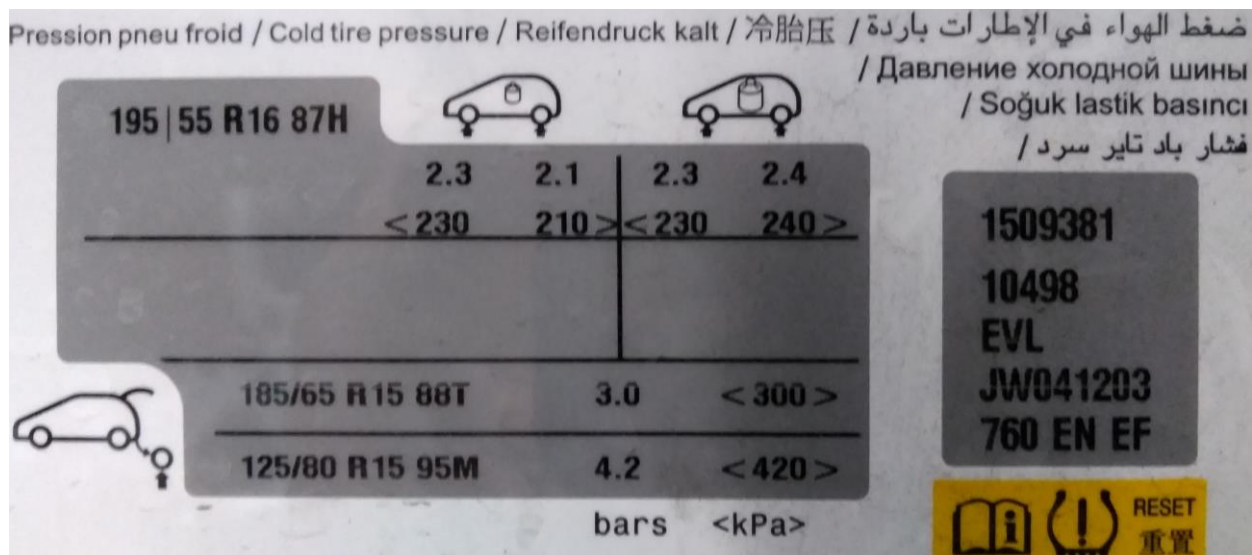 Pression pneu froid / Cold tire pressure / Reifendruck kalt / 冷胎压 / ضغط الهواء في الإطارات باردة
/ Давление холодной шины
/ Soğuk lastik basıncı
/ فشار باد تایر سرد
195|55 R16 87H
2.3 2.1 2.3 2.4
<230 210> <230 240>
185/65 R15 88T 3.0 <300>
125/80 R15 95M 4.2 <420>
bars <kPa>
1509381
10498
EVL
JW041203
760 EN EF
RESET
重置